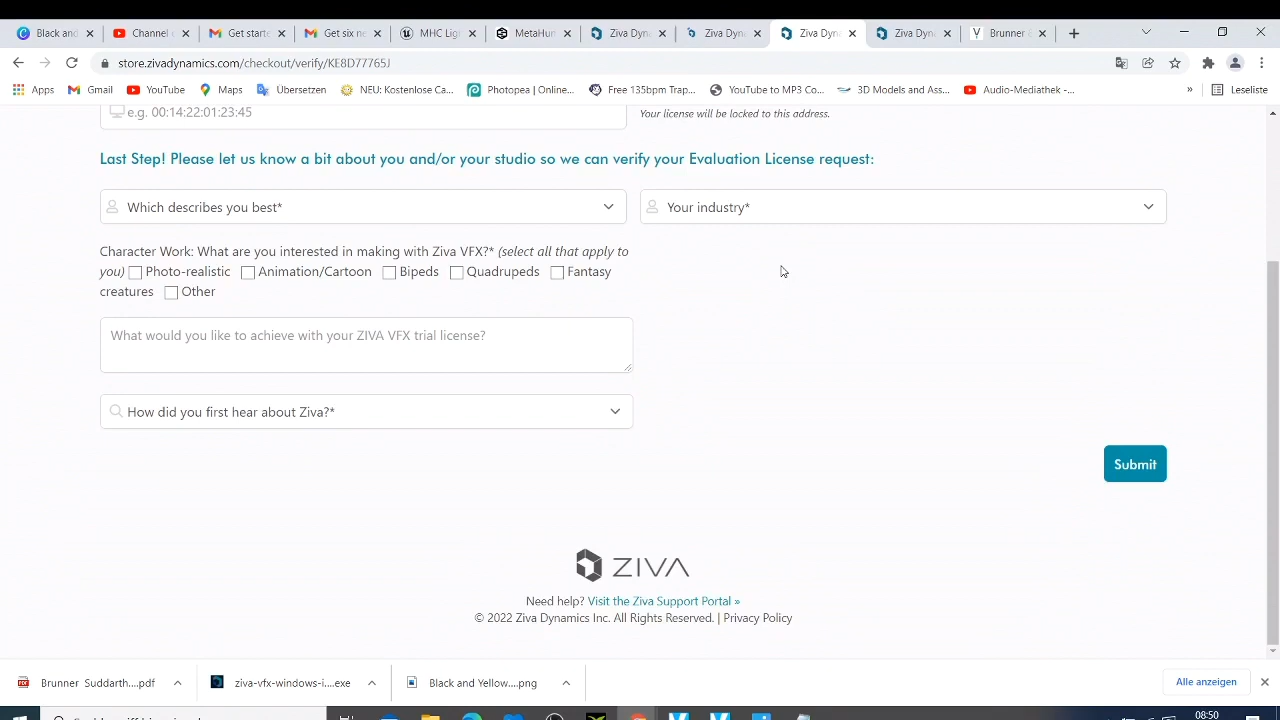 Black and
Channel c
Get starte
Get six ne
MHC Lig
MetaHun
Ziva Dyn
Ziva Dyn
Ziva Dyn
Ziva Dyn
Brunner &
store.zivadynamics.com/checkout/verify/KE8D77765J
Apps
Gmail
YouTube
Maps
Übersetzen
NEU: Kostenlose Ca...
Photopea | Online...
Free 135bpm Trap...
YouTube to MP3 Co...
3D Models and Ass...
Audio-Mediathek -...
»
Leseliste
e.g. 00:14:22:01:23:45
Your license will be locked to this address.
Last Step! Please let us know a bit about you and/or your studio so we can verify your Evaluation License request:
Which describes you best*
Your industry*
Character Work: What are you interested in making with Ziva VFX?* (select all that apply to
you) Photo-realistic Animation/Cartoon Bipeds Quadrupeds Fantasy
creatures Other
What would you like to achieve with your ZIVA VFX trial license?
How did you first hear about Ziva?*
Submit
ZIVA
Need help? Visit the Ziva Support Portal »
© 2022 Ziva Dynamics Inc. All Rights Reserved. | Privacy Policy
Brunner Suddarth....pdf
ziva-vfx-windows-i....exe
Black and Yellow....png
Alle anzeigen
08:50